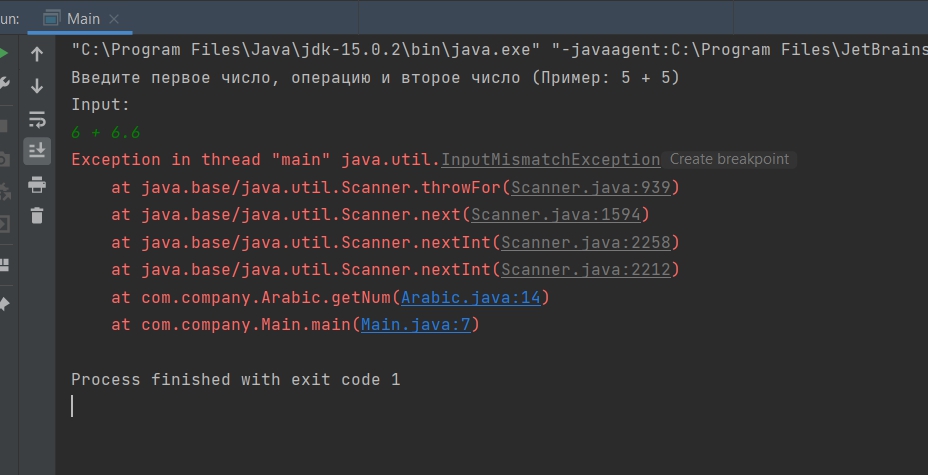 un: Main
"C:\Program Files\Java\jdk-15.0.2\bin\java.exe" "-javaagent:C:\Program Files\JetBrains
Введите первое число, операцию и второе число (Пример: 5 + 5)
Input:
6 + 6.6
Exception in thread "main" java.util.InputMismatchException Create breakpoint
at java.base/java.util.Scanner.throwFor(Scanner.java:939)
at java.base/java.util.Scanner.next(Scanner.java:1594)
at java.base/java.util.Scanner.nextInt(Scanner.java:2258)
at java.base/java.util.Scanner.nextInt(Scanner.java:2212)
at com.company.Arabic.getNum(Arabic.java:14)
at com.company.Main.main(Main.java:7)
Process finished with exit code 1